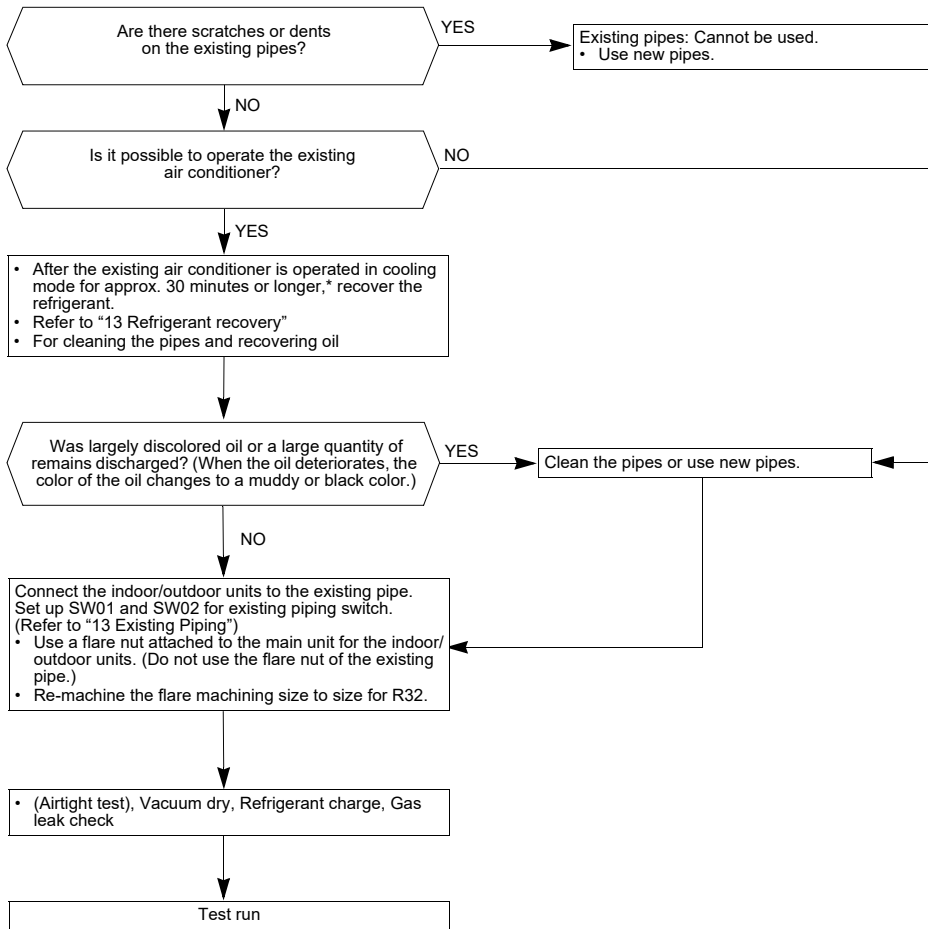 Are there scratches or dents
on the existing pipes?
YES
Existing pipes: Cannot be used.
• Use new pipes.
NO
Is it possible to operate the existing
air conditioner?
NO
YES
• After the existing air conditioner is operated in cooling
mode for approx. 30 minutes or longer,* recover the
refrigerant.
• Refer to “13 Refrigerant recovery”
• For cleaning the pipes and recovering oil
Was largely discolored oil or a large quantity of
remains discharged? (When the oil deteriorates, the
color of the oil changes to a muddy or black color.)
YES
Clean the pipes or use new pipes.
NO
Connect the indoor/outdoor units to the existing pipe.
Set up SW01 and SW02 for existing piping switch.
(Refer to “13 Existing Piping”)
• Use a flare nut attached to the main unit for the indoor/
outdoor units. (Do not use the flare nut of the existing
pipe.)
• Re-machine the flare machining size to size for R32.
• (Airtight test), Vacuum dry, Refrigerant charge, Gas
leak check
Test run